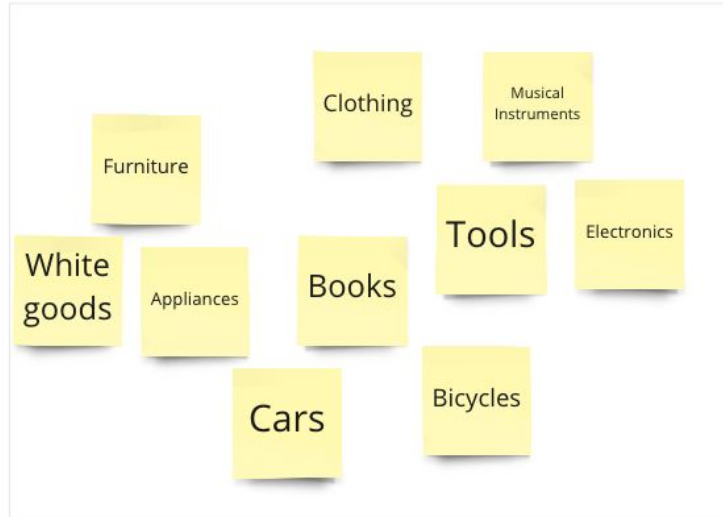 Clothing
Musical
Instruments
Furniture
Tools
Electronics
White
goods
Appliances
Books
Cars
Bicycles